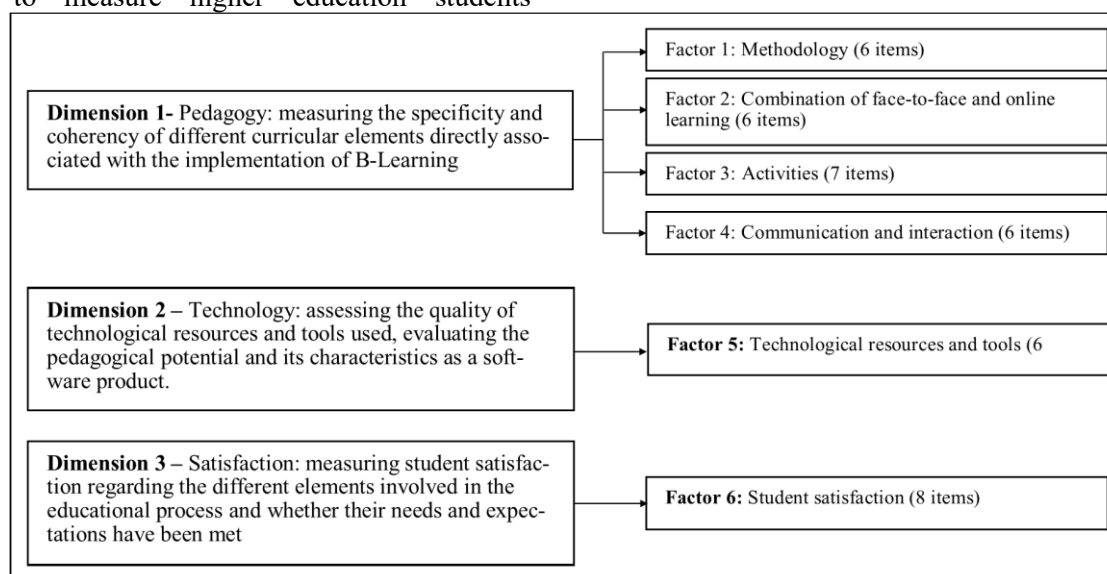 to measure higher education students
Dimension 1- Pedagogy: measuring the specificity and
coherency of different curricular elements directly asso-
ciated with the implementation of B-Learning
Factor 1: Methodology (6 items)
Factor 2: Combination of face-to-face and online
learning (6 items)
Factor 3: Activities (7 items)
Factor 4: Communication and interaction (6 items)
Dimension 2 – Technology: assessing the quality of
technological resources and tools used, evaluating the
pedagogical potential and its characteristics as a soft-
ware product.
Factor 5: Technological resources and tools (6
Dimension 3 – Satisfaction: measuring student satisfac-
tion regarding the different elements involved in the
educational process and whether their needs and expec-
tations have been met
Factor 6: Student satisfaction (8 items)